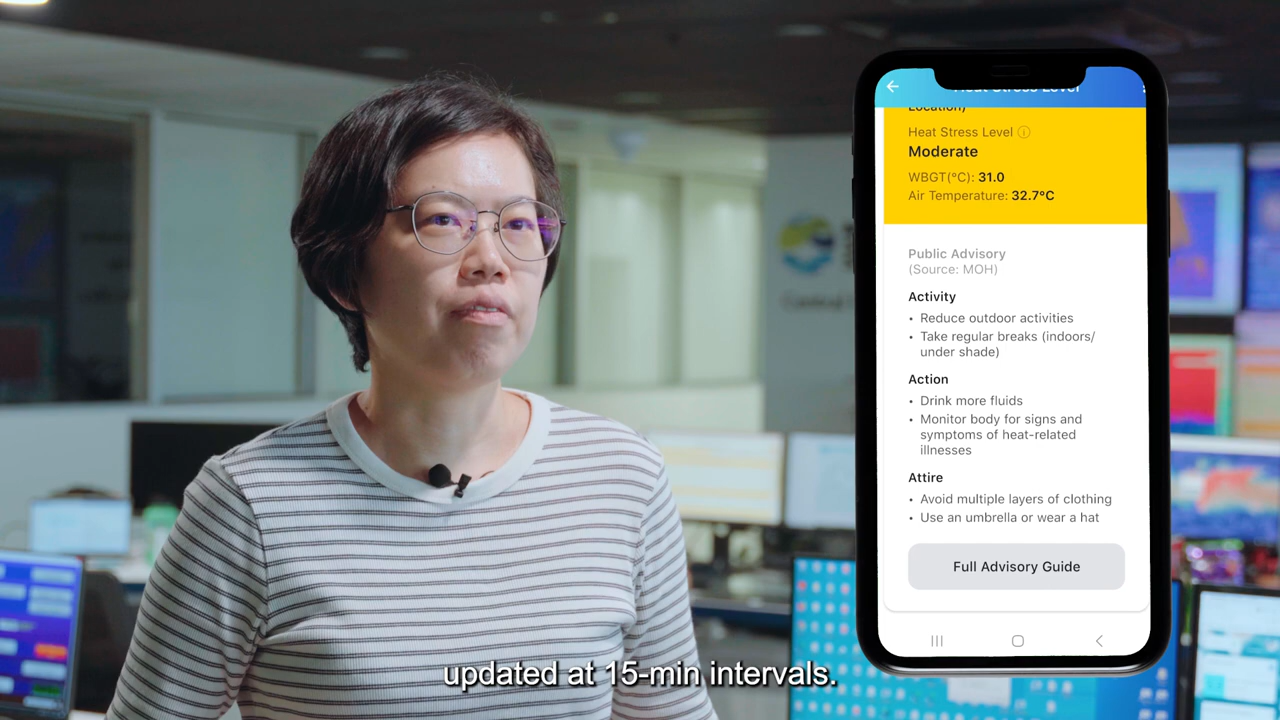 Location)
Heat Stress Level
Moderate
WBGT(°C): 31.0
Air Temperature: 32.7°C
Public Advisory
(Source: MOH)
Activity
• Reduce outdoor activities
• Take regular breaks (indoors/
under shade)
Action
• Drink more fluids
• Monitor body for signs and
symptoms of heat-related
illnesses
Attire
• Avoid multiple layers of clothing
• Use an umbrella or wear a hat
Full Advisory Guide
updated at 15-min intervals.